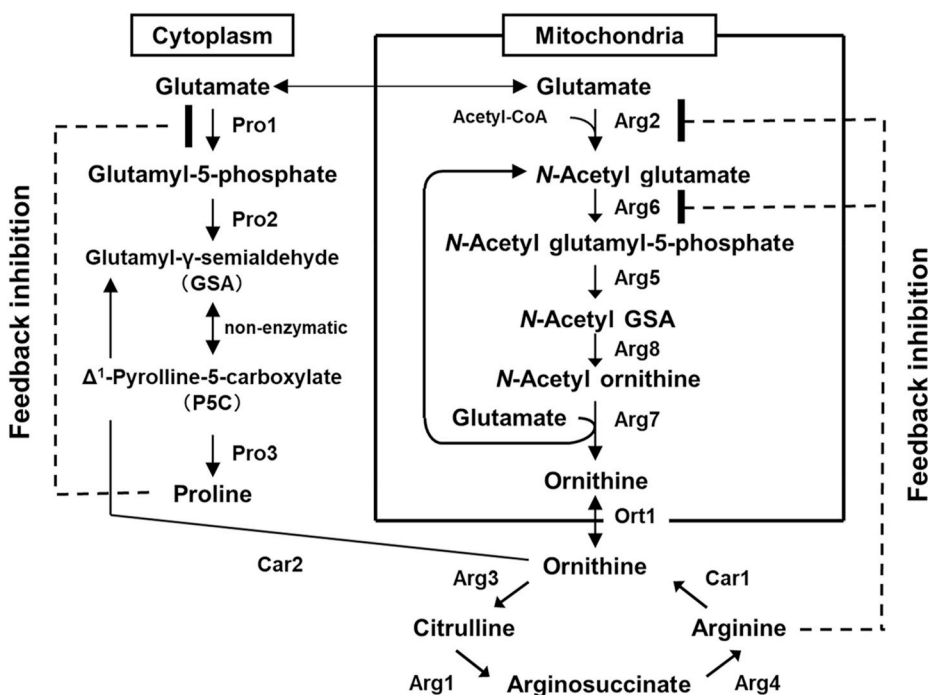 Cytoplasm
Mitochondria
Glutamate
Glutamate
Pro1
Acetyl-CoA
Arg2
Glutamyl-5-phosphate
N-Acetyl glutamate
Pro2
Arg6
Glutamyl-γ-semialdehyde
(GSA)
N-Acetyl glutamyl-5-phosphate
Arg5
non-enzymatic
N-Acetyl GSA
Arg8
Δ¹-Pyrolline-5-carboxylate
(P5C)
N-Acetyl ornithine
Glutamate
Arg7
Pro3
Proline
Ornithine
Ort1
Car2
Ornithine
Arg3
Car1
Citrulline
Arginine
Arg1
Arginosuccinate
Arg4
Feedback inhibition
Feedback inhibition